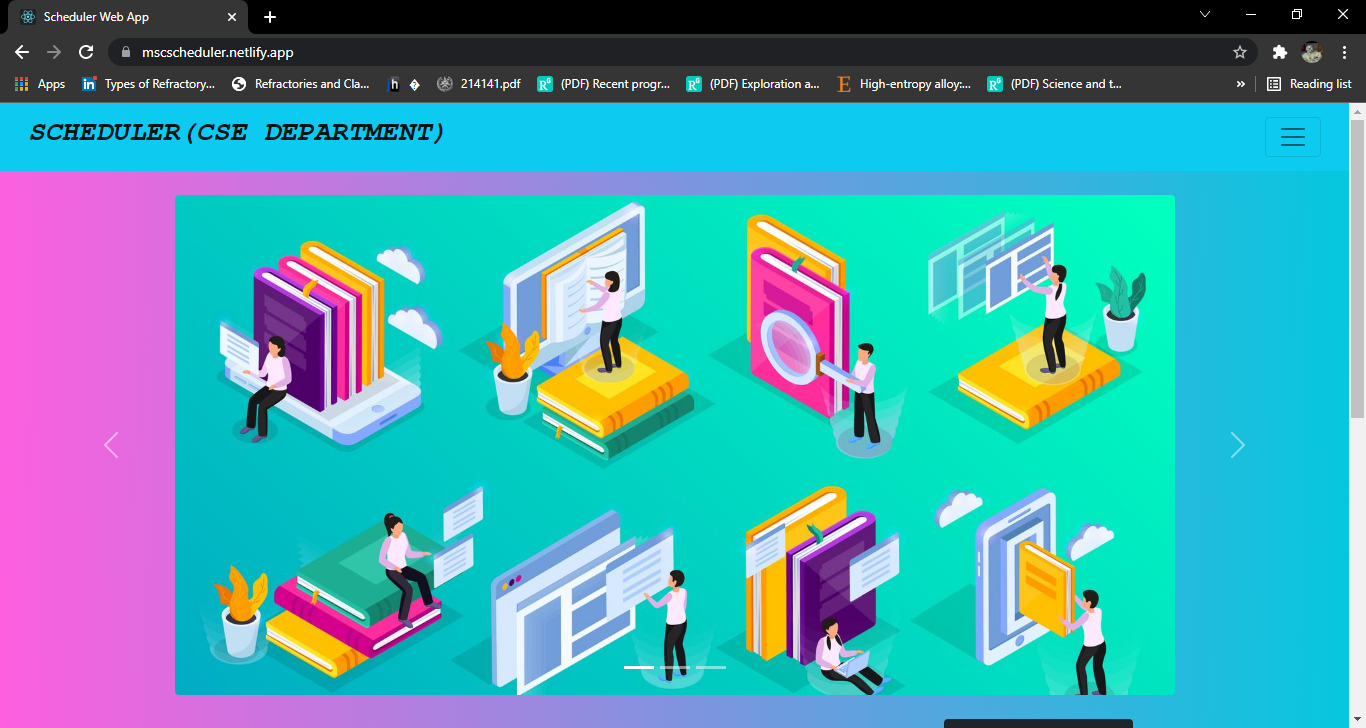 Scheduler Web App
mscscheduler.netlify.app
Apps
Types of Refractory...
Refractories and Cla...
h �
214141.pdf
(PDF) Recent progr...
(PDF) Exploration a...
High-entropy alloy:...
(PDF) Science and t...
» Reading list
SCHEDULER(CSE DEPARTMENT)